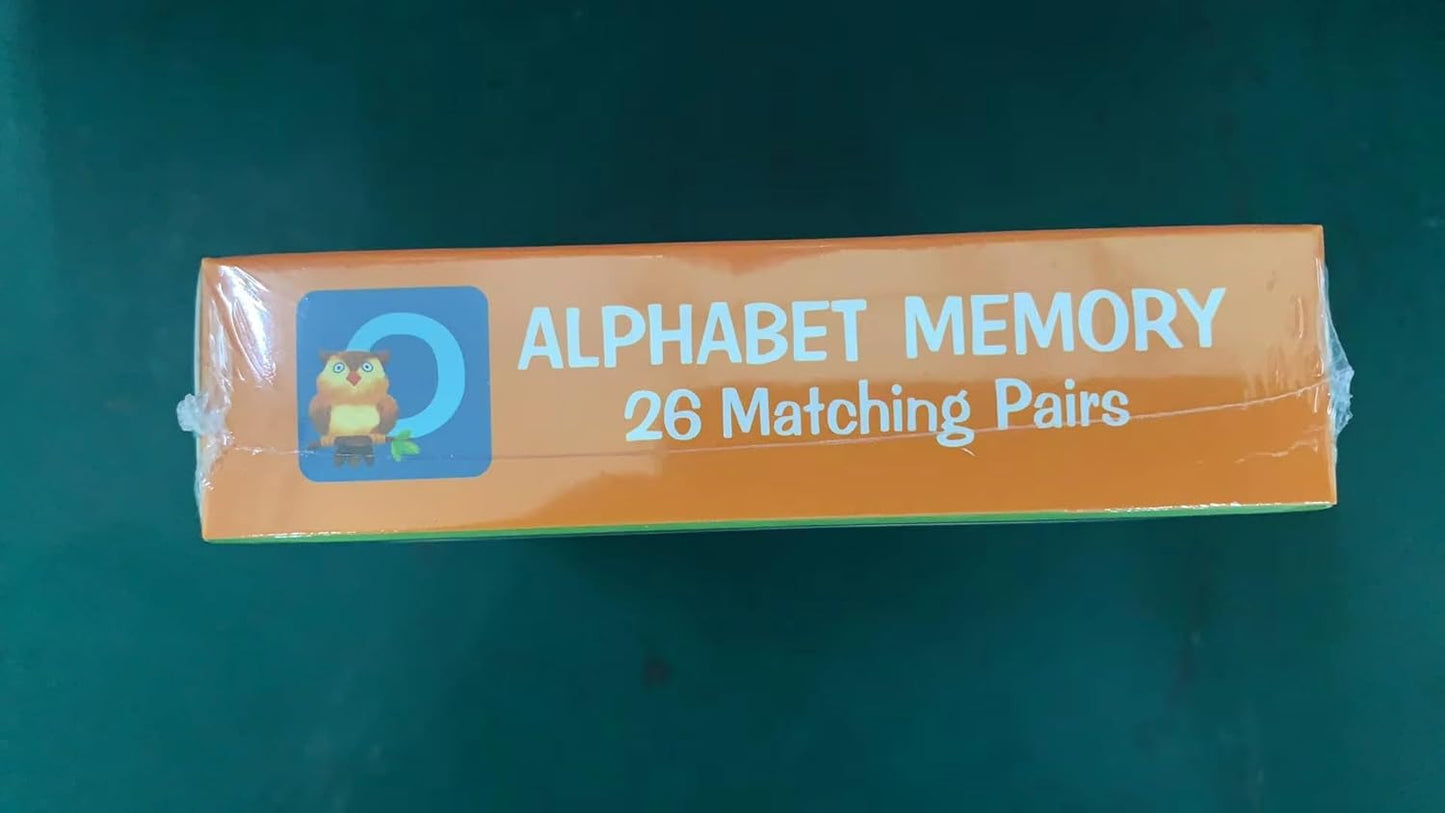 O
ALPHABET MEMORY
26 Matching Pairs